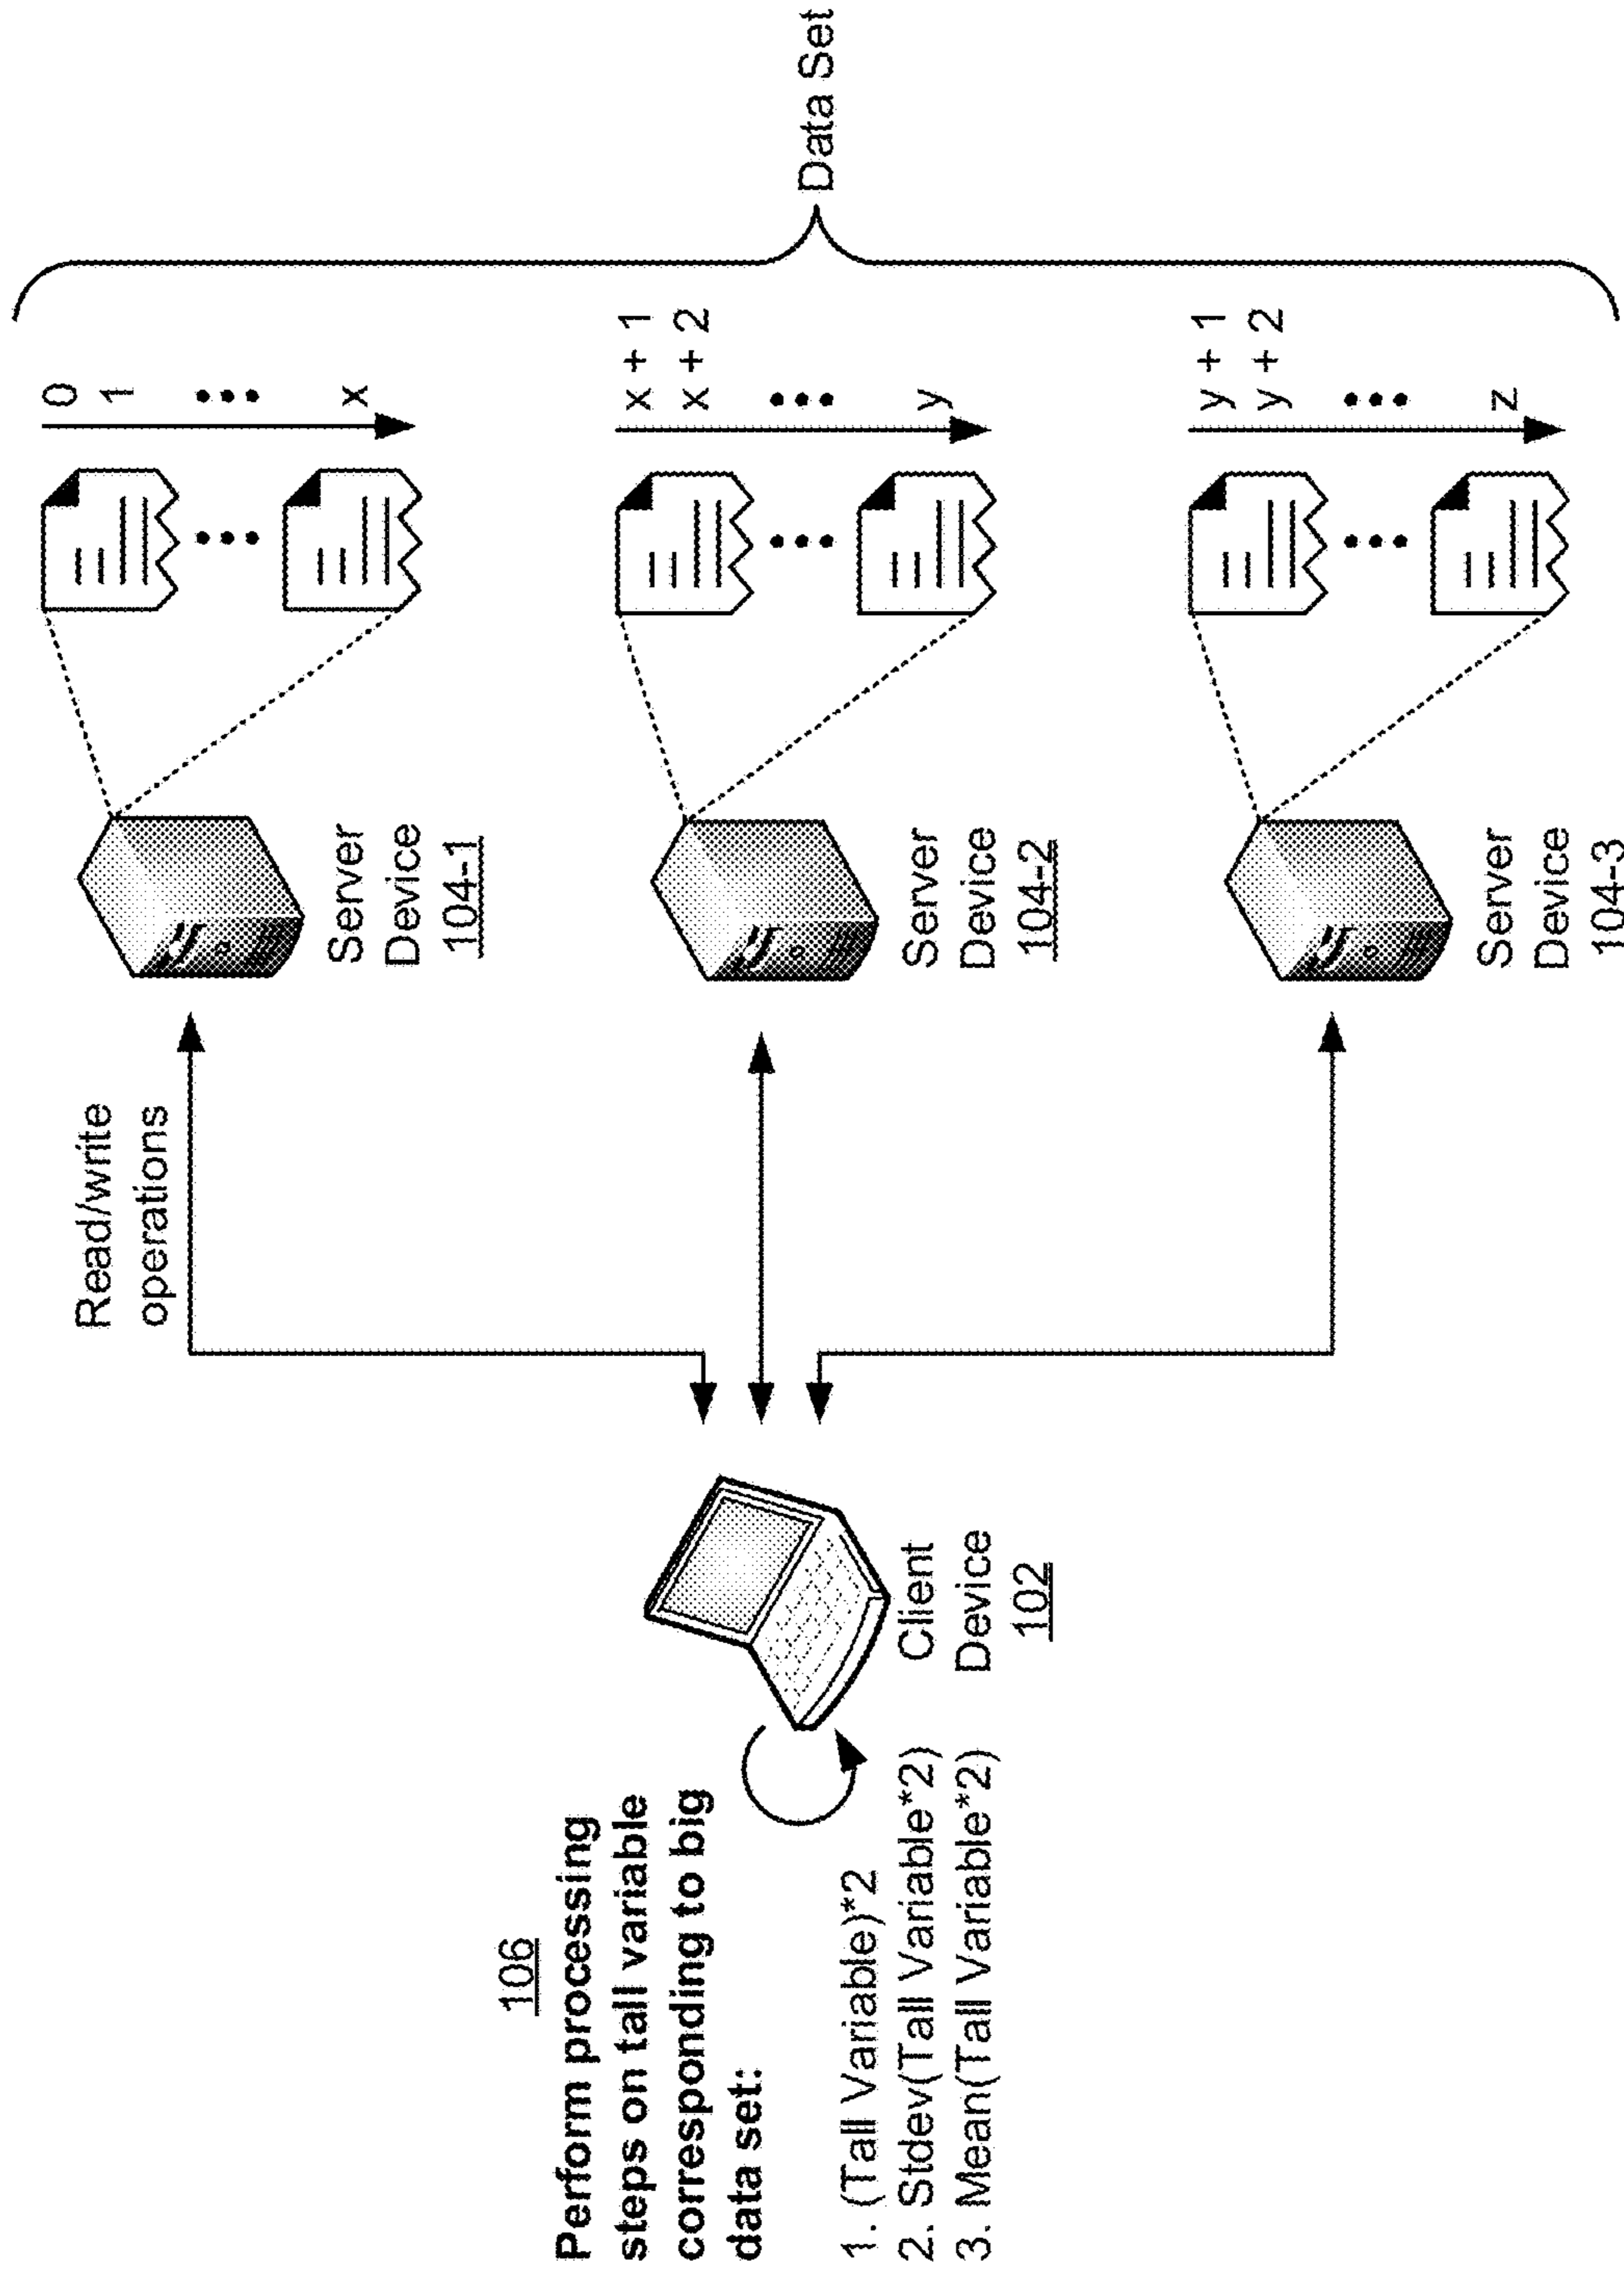 106
Perform processing
steps on tall variable
corresponding to big
data set:
1. (Tall Variable)*2
2. Stdev(Tall Variable*2)
3. Mean(Tall Variable*2)
Client
Device
102
Read/write
operations
Server
Device
104-1
Server
Device
104-2
Server
Device
104-3
0
1
x
x + 1
x + 2
y
y + 1
y + 2
z
Data Set